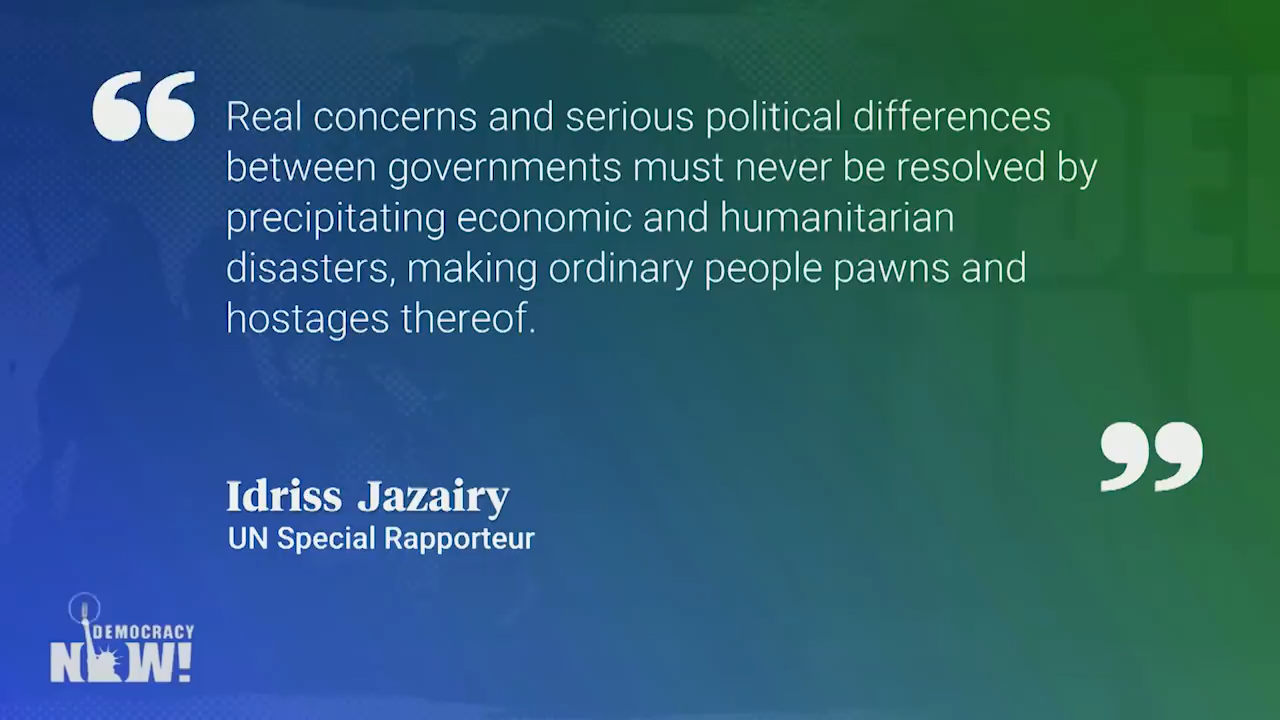 “
Real concerns and serious political differences
between governments must never be resolved by
precipitating economic and humanitarian
disasters, making ordinary people pawns and
hostages thereof.
”
Idriss Jazairy
UN Special Rapporteur
DEMOCRACY
NOW!